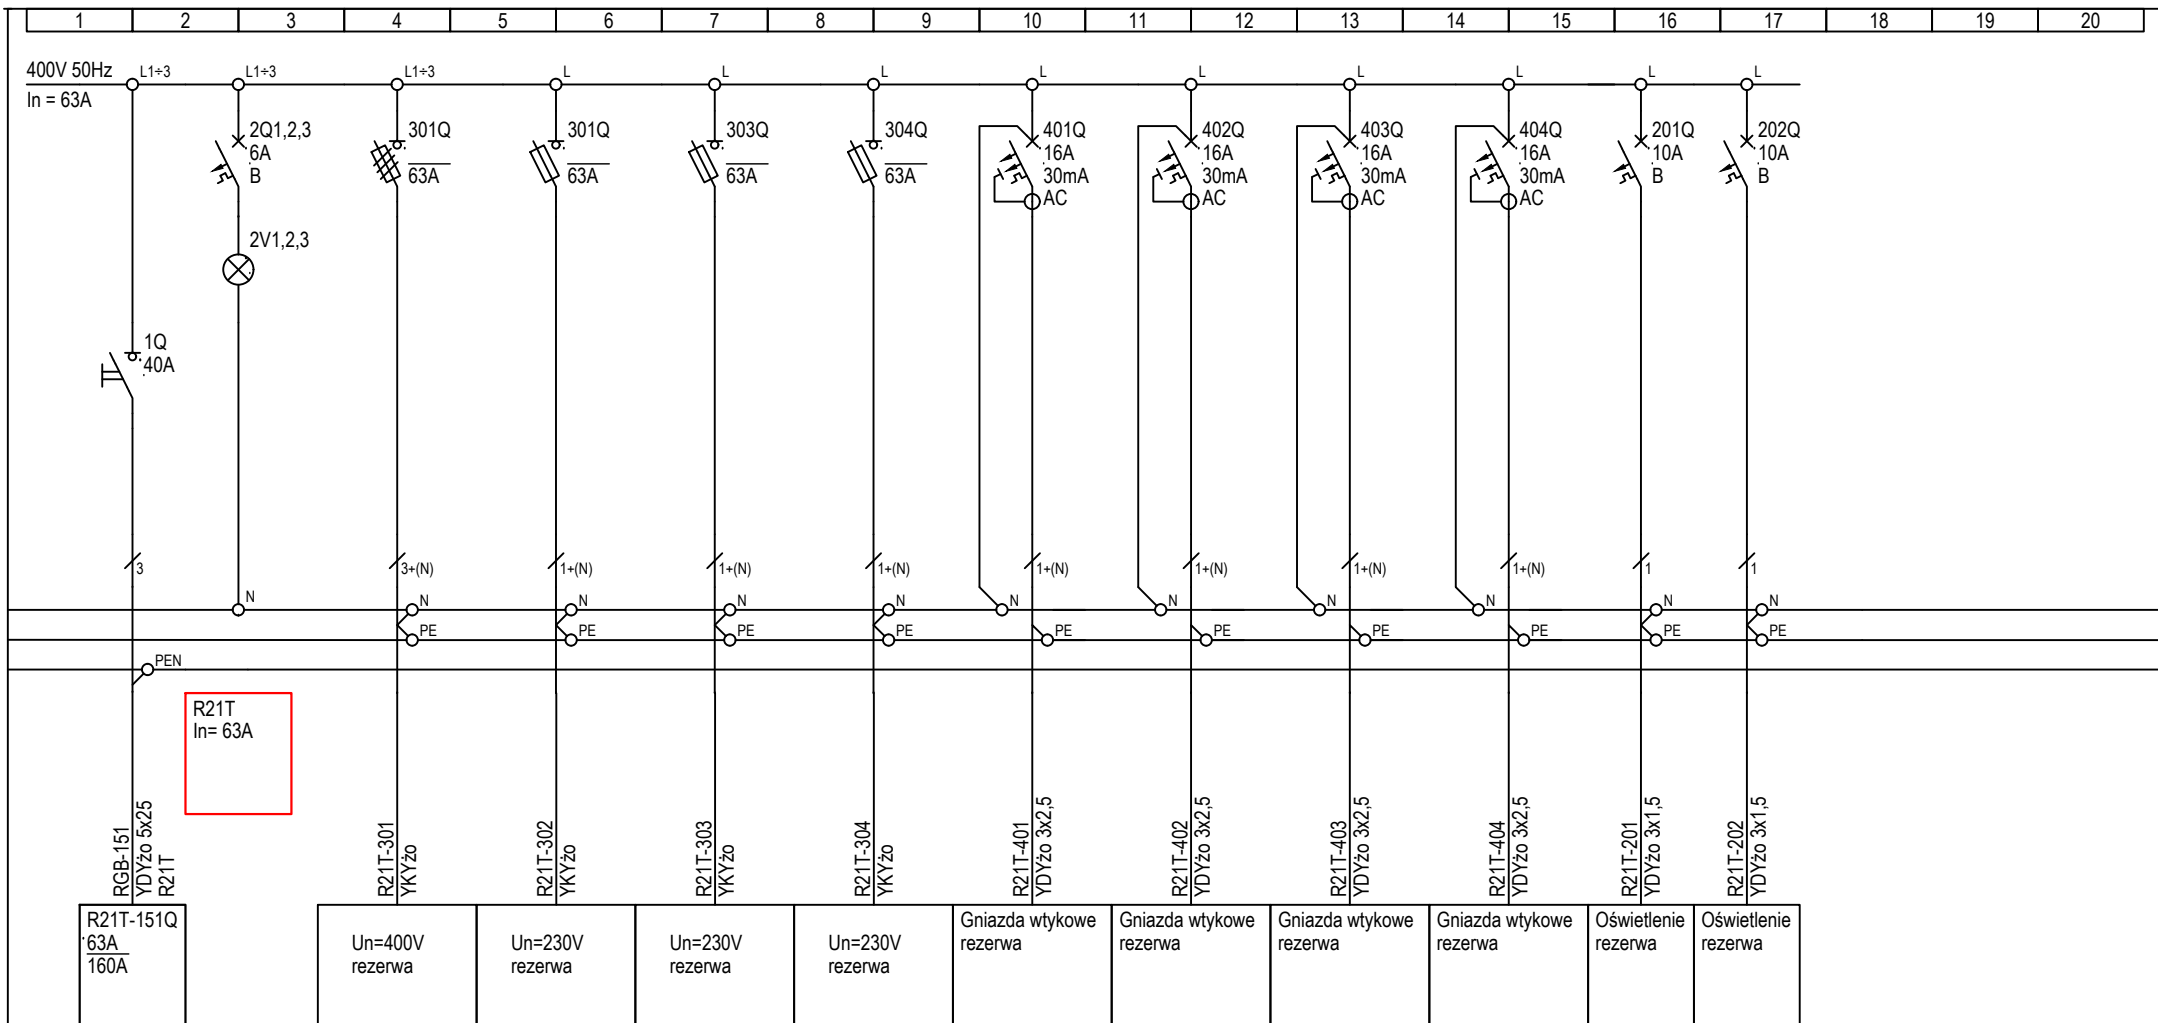 1 2 3 4 5 6 7 8 9 10 11 12 13 14 15 16 17 18 19 20
400V 50Hz
In = 63A
L1÷3 L1÷3 L1÷3 L L L L L L L L L
2Q1,2,3
6A
B
301Q
63A
301Q
63A
303Q
63A
304Q
63A
401Q
16A
30mA
AC
402Q
16A
30mA
AC
403Q
16A
30mA
AC
404Q
16A
30mA
AC
201Q
10A
B
202Q
10A
B
2V1,2,3
1Q
40A
3 3+(N) 1+(N) 1+(N) 1+(N) 1+(N) 1+(N) 1+(N) 1+(N) 1 1
N N N N N N N N N N N
PE PE PE PE PE PE PE PE PE PE
PEN
R21T
In= 63A
RGB-151
YDYżo 5x25
R21T
R21T-301
YKYżo
R21T-302
YKYżo
R21T-303
YKYżo
R21T-304
YKYżo
R21T-401
YDYżo 3x2,5
R21T-402
YDYżo 3x2,5
R21T-403
YDYżo 3x2,5
R21T-404
YDYżo 3x2,5
R21T-201
YDYżo 3x1,5
R21T-202
YDYżo 3x1,5
R21T-151Q
63A
160A
Un=400V
rezerwa
Un=230V
rezerwa
Un=230V
rezerwa
Un=230V
rezerwa
Gniazda wtykowe
rezerwa
Gniazda wtykowe
rezerwa
Gniazda wtykowe
rezerwa
Gniazda wtykowe
rezerwa
Oświetlenie
rezerwa
Oświetlenie
rezerwa